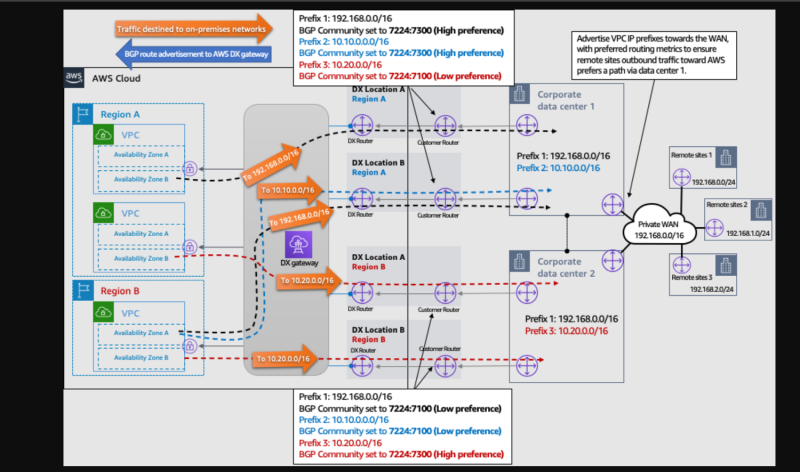 Traffic destined to on-premises networks
BGP route advertisement to AWS DX gateway
Prefix 1: 192.168.0.0/16
BGP Community set to 7224:7300 (High preference)
Prefix 2: 10.10.0.0.0/16
BGP Community set to 7224:7300 (High preference)
Prefix 3: 10.20.0.0/16
BGP Community set to 7224:7100 (Low preference)
Advertise VPC IP prefixes towards the WAN,
with preferred routing metrics to ensure
remote sites outbound traffic toward AWS
prefers a path via data center 1.
aws
AWS Cloud
Region A
VPC
Availability Zone A
Availability Zone B
VPC
Availability Zone A
Availability Zone B
Region B
VPC
Availability Zone A
Availability Zone B
To 192.168.0.0/16
To 10.10.0.0/16
To 192.168.0.0/16
DX gateway
To 10.20.0.0/16
To 10.20.0.0/16
DX Location A
Region A
DX Router
Customer Router
DX Location B
Region A
DX Router
Customer Router
DX Location A
Region B
DX Router
Customer Router
DX Location B
Region B
DX Router
Customer Router
Corporate
data center 1
Prefix 1: 192.168.0.0/16
Prefix 2: 10.10.0.0/16
Corporate
data center 2
Prefix 1: 192.168.0.0/16
Prefix 3: 10.20.0.0/16
Private WAN
192.168.0.0/16
Remote sites 1
192.168.0.0/24
Remote sites 2
192.168.1.0/24
Remote sites 3
192.168.2.0/24
Prefix 1: 192.168.0.0/16
BGP Community set to 7224:7100 (Low preference)
Prefix 2: 10.10.0.0.0/16
BGP Community set to 7224:7100 (Low preference)
Prefix 3: 10.20.0.0/16
BGP Community set to 7224:7300 (High preference)